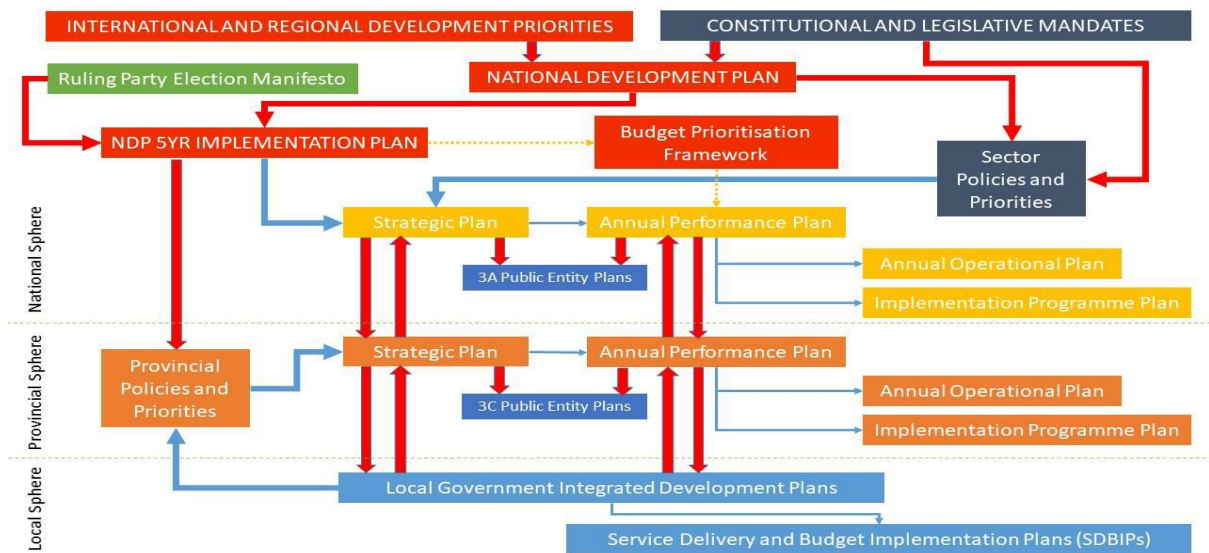 INTERNATIONAL AND REGIONAL DEVELOPMENT PRIORITIES
CONSTITUTIONAL AND LEGISLATIVE MANDATES
Ruling Party Election Manifesto
NATIONAL DEVELOPMENT PLAN
NDP 5YR IMPLEMENTATION PLAN
Budget Prioritisation
Framework
Sector
Policies and
Priorities
National Sphere
Strategic Plan
Annual Performance Plan
3A Public Entity Plans
Annual Operational Plan
Implementation Programme Plan
Provincial Sphere
Provincial
Policies and
Priorities
Strategic Plan
Annual Performance Plan
3C Public Entity Plans
Annual Operational Plan
Implementation Programme Plan
Local Sphere
Local Government Integrated Development Plans
Service Delivery and Budget Implementation Plans (SDBIPs)